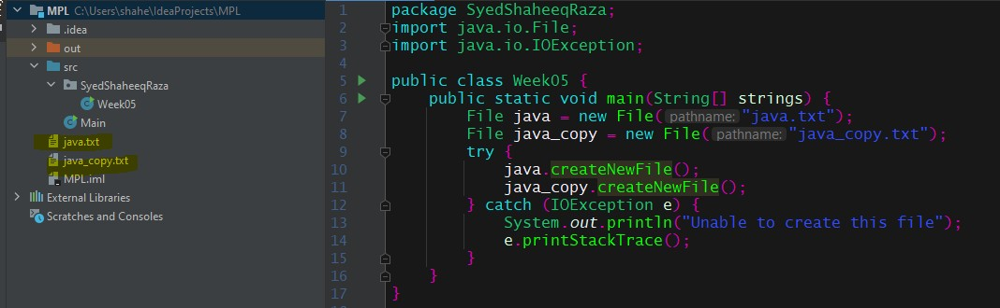 MPL C:\Users\shahe\IdeaProjects\MPL
.idea
out
src
SyedShaheeqRaza
Week05
Main
java.txt
java_copy.txt
MPL.iml
External Libraries
Scratches and Consoles
1 package SyedShaheeqRaza;
2 import java.io.File;
3 import java.io.IOException;
4
5 public class Week05 {
6 public static void main(String[] strings) {
7 File java = new File( pathname: "java.txt");
8 File java_copy = new File( pathname: "java_copy.txt");
9 try {
10 java.createNewFile();
11 java_copy.createNewFile();
12 } catch (IOException e) {
13 System.out.println("Unable to create this file");
14 e.printStackTrace();
15 }
16 }
17 }